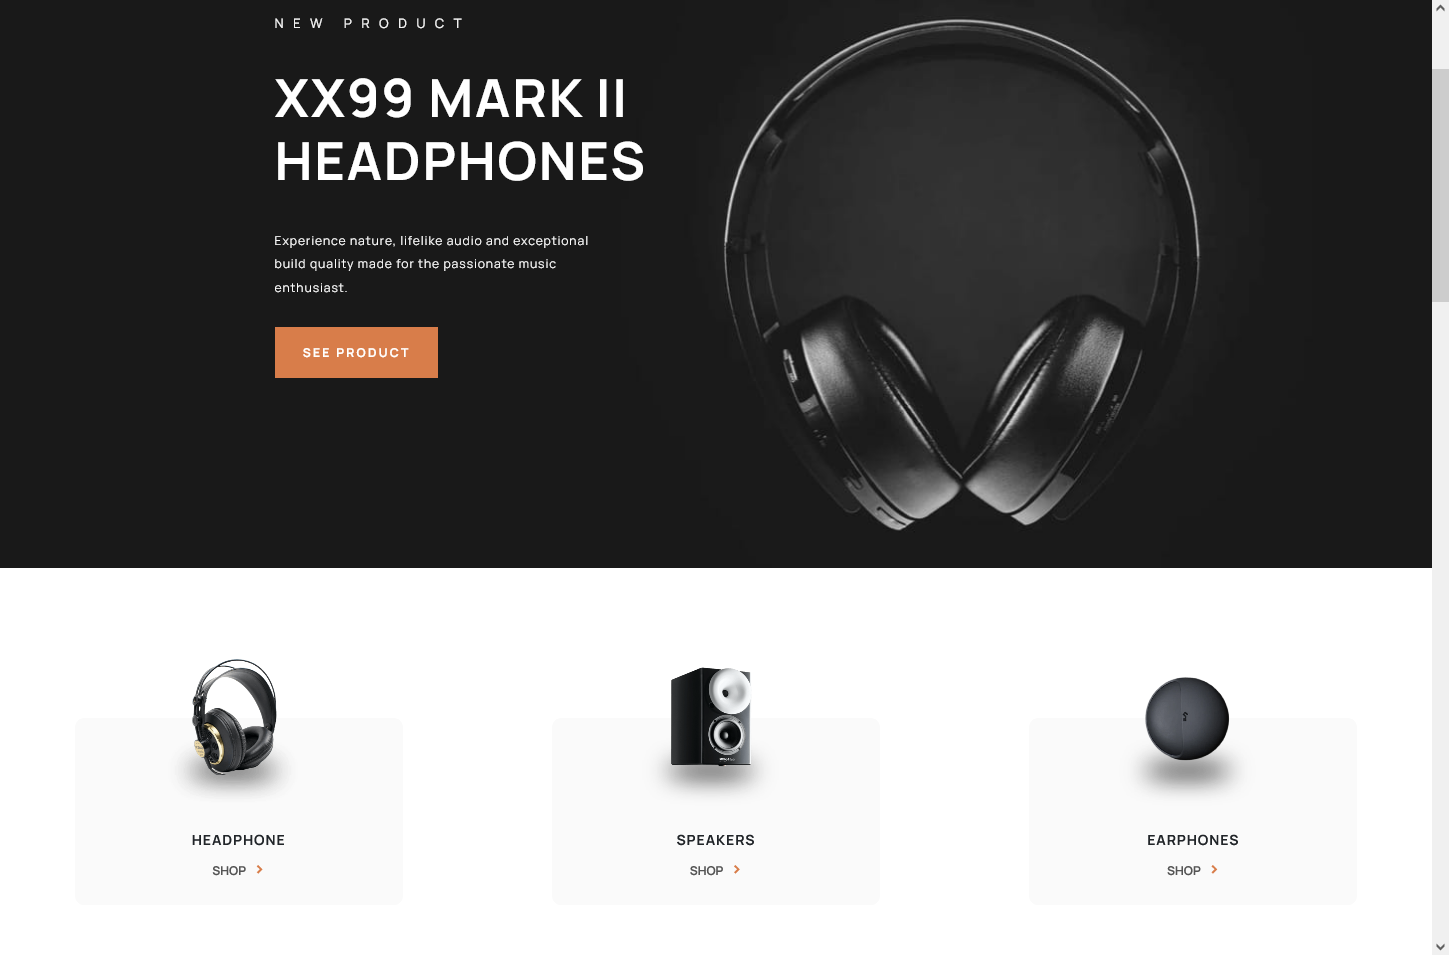 NEW PRODUCT
XX99 MARK II
HEADPHONES
Experience nature, lifelike audio and exceptional
build quality made for the passionate music
enthusiast.
SEE PRODUCT
HEADPHONE
SHOP
SPEAKERS
SHOP
EARPHONES
SHOP